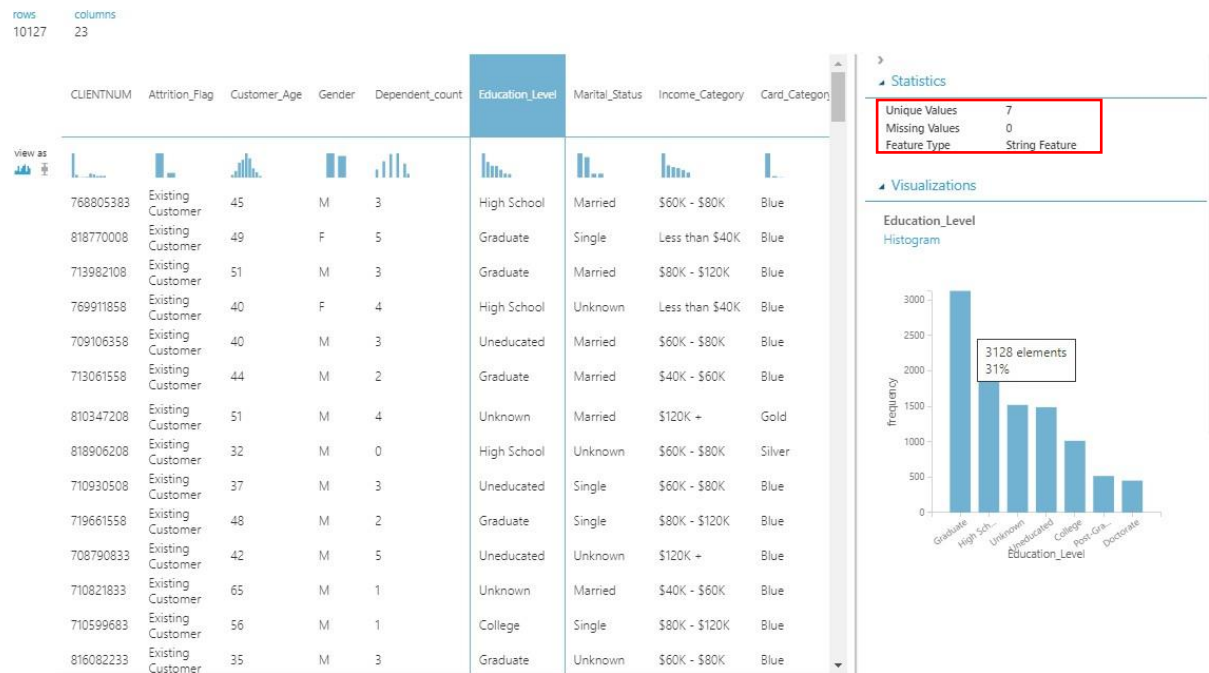 rows columns
10127 23
CLIENTNUM Attrition_Flag Customer_Age Gender Dependent_count Education_Level Marital_Status Income_Category Card_Category
view as
768805383 Existing Customer 45 M 3 High School Married $60K - $80K Blue
818770008 Existing Customer 49 F 5 Graduate Single Less than $40K Blue
713982108 Existing Customer 51 M 3 Graduate Married $80K - $120K Blue
769911858 Existing Customer 40 F 4 High School Unknown Less than $40K Blue
709106358 Existing Customer 40 M 3 Uneducated Married $60K - $80K Blue
713061558 Existing Customer 44 M 2 Graduate Married $40K - $60K Blue
810347208 Existing Customer 51 M 4 Unknown Married $120K + Gold
818906208 Existing Customer 32 M 0 High School Unknown $60K - $80K Silver
710930508 Existing Customer 37 M 3 Uneducated Single $60K - $80K Blue
719661558 Existing Customer 48 M 2 Graduate Single $80K - $120K Blue
708790833 Existing Customer 42 M 5 Uneducated Unknown $120K + Blue
710821833 Existing Customer 65 M 1 Unknown Married $40K - $60K Blue
710599683 Existing Customer 56 M 1 College Single $80K - $120K Blue
816082233 Existing Customer 35 M 3 Graduate Unknown $60K - $80K Blue
Statistics
Unique Values 7
Missing Values 0
Feature Type String Feature
Visualizations
Education_Level
Histogram
3000
2500
2000
1500
1000
500
0
frequency
3128 elements
31%
Graduate High Sch... Unknown Uneducated College Post-Gra... Doctorate
Education_Level